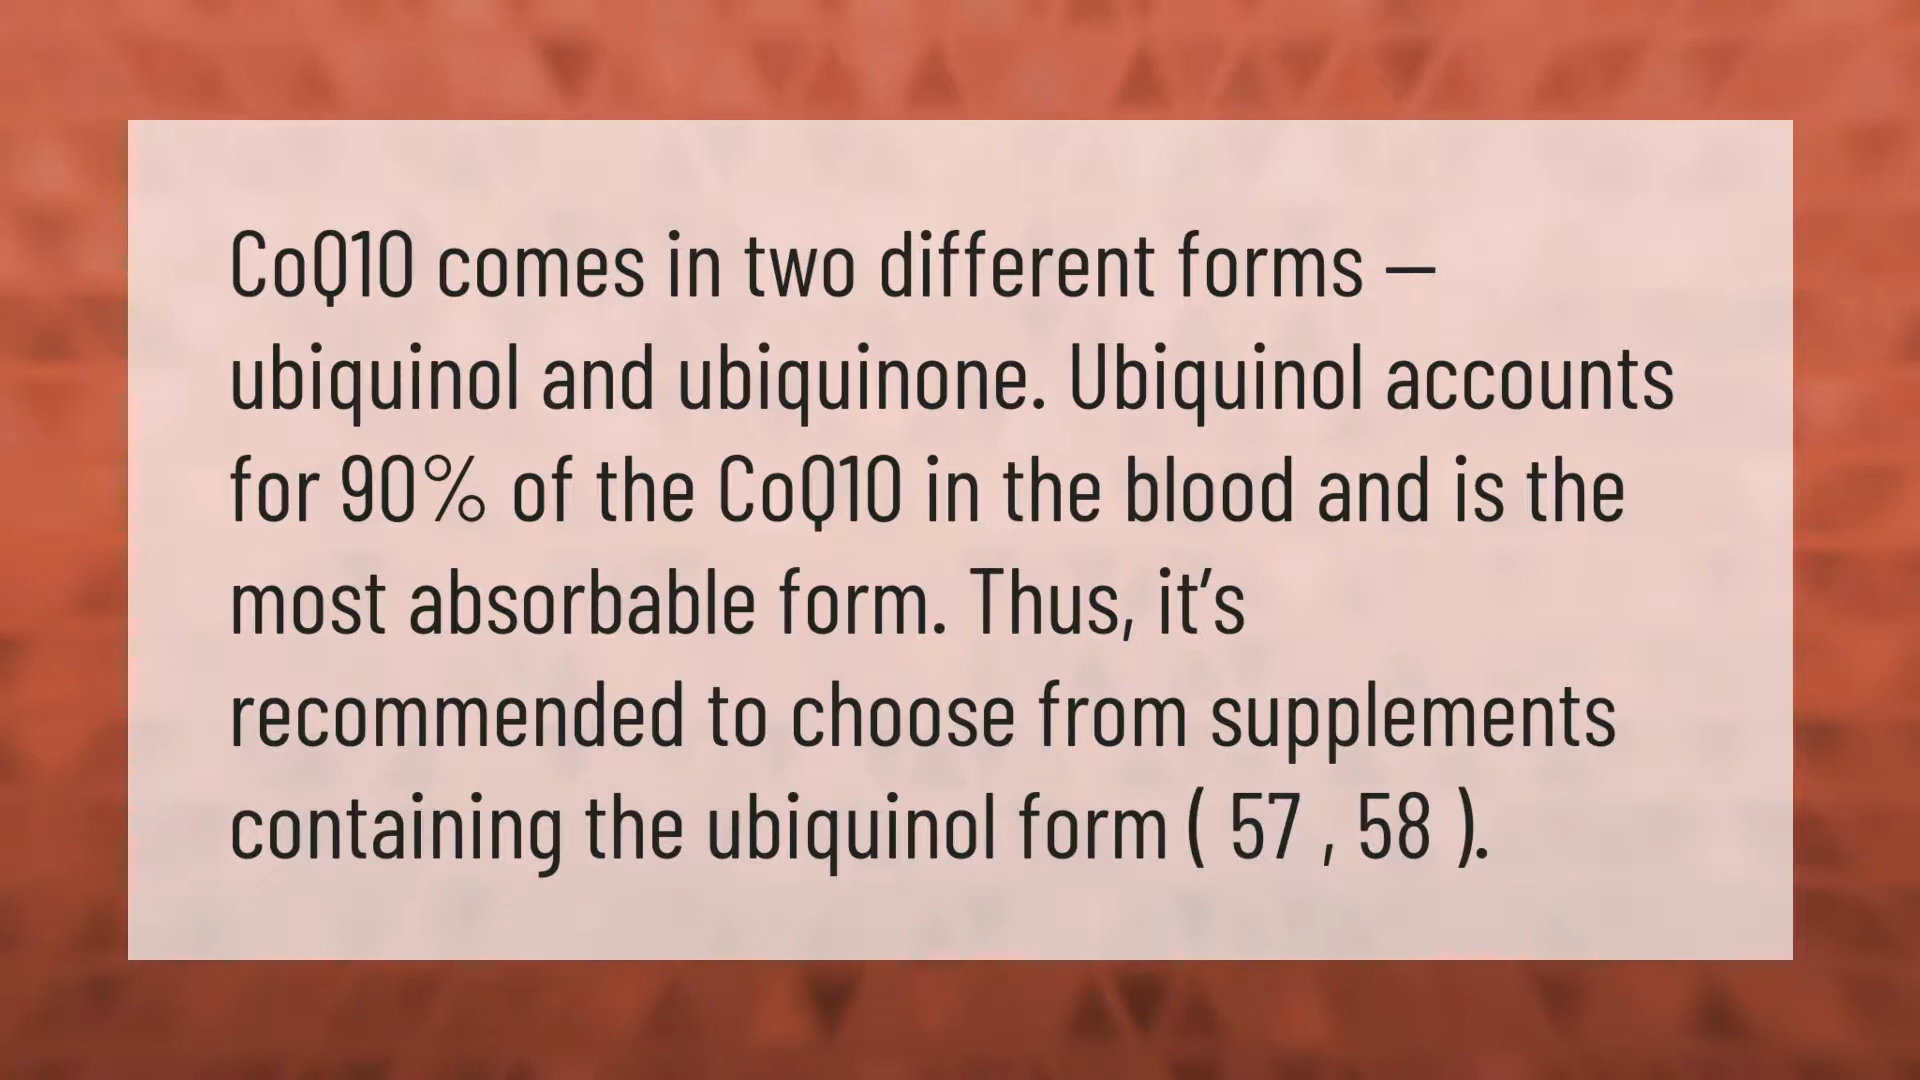 CoQ10 comes in two different forms —
ubiquinol and ubiquinone. Ubiquinol accounts
for 90% of the CoQ10 in the blood and is the
most absorbable form. Thus, it’s
recommended to choose from supplements
containing the ubiquinol form ( 57 , 58 ).